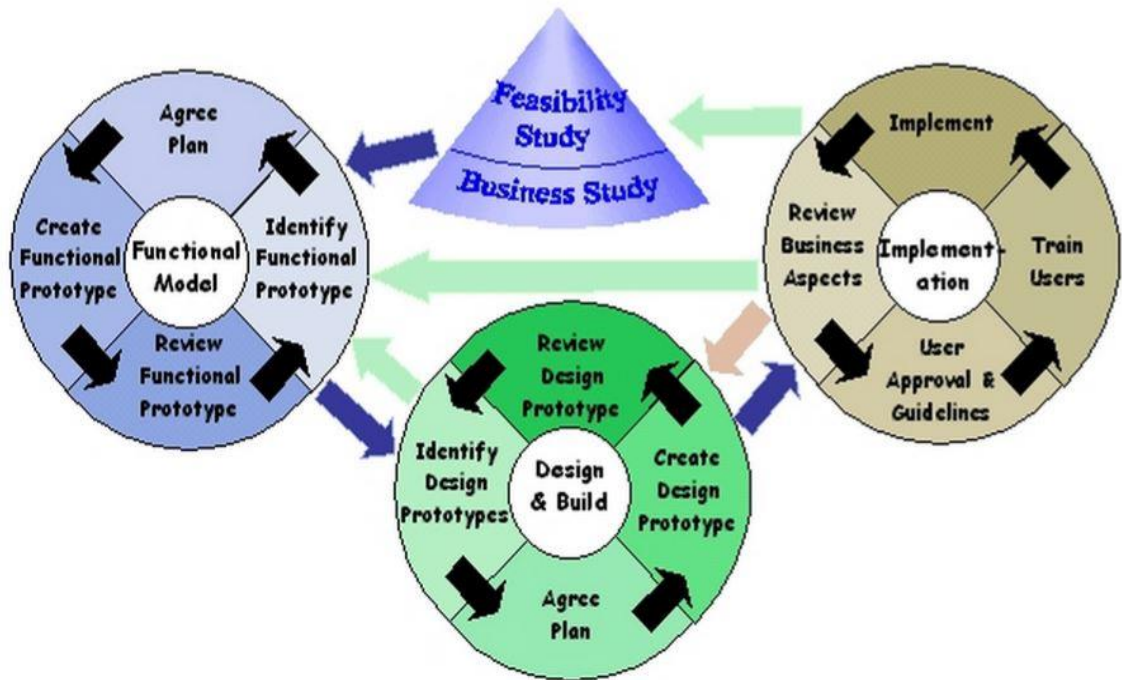 Feasibility
Study
Business Study
Agree
Plan
Create
Functional
Prototype
Functional
Model
Identify
Functional
Prototype
Review
Functional
Prototype
Implement
Review
Business
Aspects
Implement-
ation
Train
Users
User
Approval &
Guidelines
Review
Design
Prototype
Identify
Design
Prototypes
Design
& Build
Create
Design
Prototype
Agree
Plan